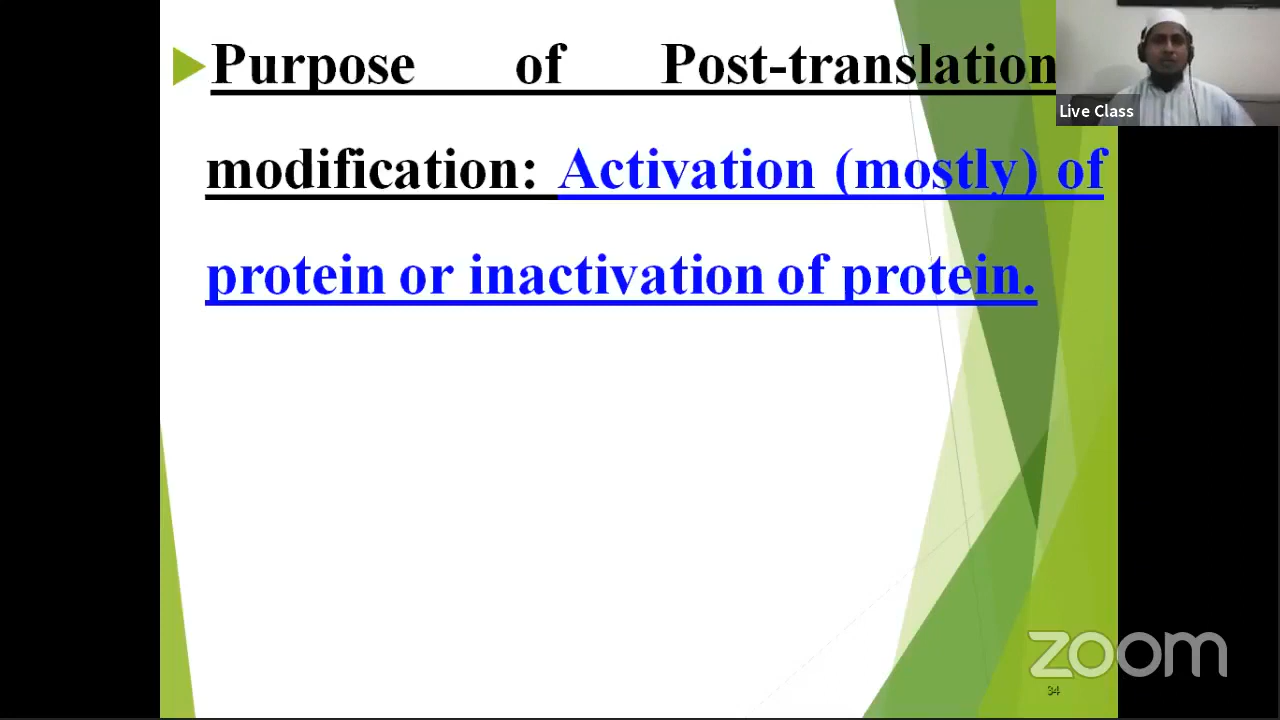 Purpose of Post-translation
modification: Activation (mostly) of
protein or inactivation of protein.
Live Class
zoom
34